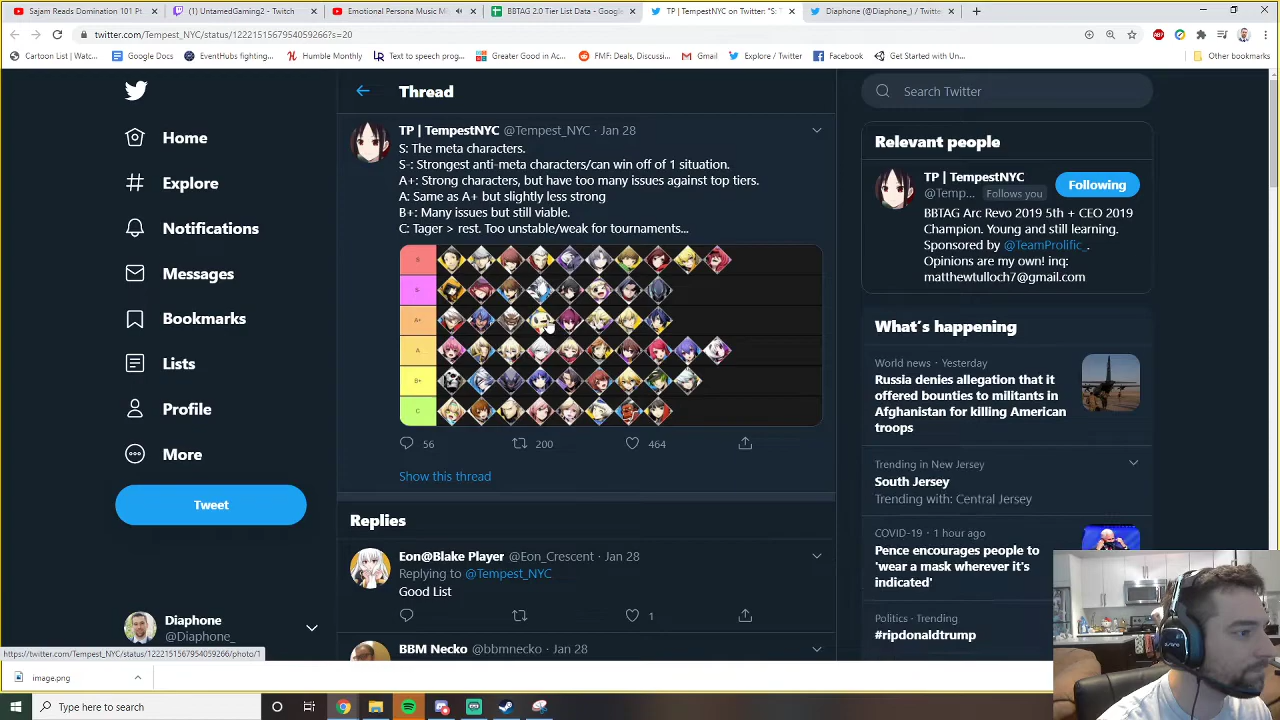 Sajam Reads Domination 101 Pt.
(1) UntamedGaming2 - Twitch
Emotional Persona Music M
BBTAG 2.0 Tier List Data - Google
TP | TempestNYC on Twitter: "S: T
Diaphone (@Diaphone_) / Twitter
twitter.com/Tempest_NYC/status/1222151567954059266?s=20
Cartoon List | Watc...
Google Docs
EventHubs fighting...
Humble Monthly
Text to speech prog...
Greater Good in Ac...
FMF: Deals, Discussi...
Gmail
Explore / Twitter
Facebook
Get Started with Un...
Other bookmarks
Home
Explore
Notifications
Messages
Bookmarks
Lists
Profile
More
Tweet
Diaphone
@Diaphone_
Thread
TP | TempestNYC @Tempest_NYC · Jan 28
S: The meta characters.
S-: Strongest anti-meta characters/can win off of 1 situation.
A+: Strong characters, but have too many issues against top tiers.
A: Same as A+ but slightly less strong
B+: Many issues but still viable.
C: Tager > rest. Too unstable/weak for tournaments...
S
S-
A+
A
B+
C
56 200 464
Show this thread
Replies
Eon@Blake Player @Eon_Crescent · Jan 28
Replying to @Tempest_NYC
Good List
1
BBM Necko @bbmnecko · Jan 28
Search Twitter
Relevant people
TP | TempestNYC
@Temp... Follows you
Following
BBTAG Arc Revo 2019 5th + CEO 2019
Champion. Young and still learning.
Sponsored by @TeamProlific_.
Opinions are my own! inq:
matthewtulloch7@gmail.com
What's happening
World news · Yesterday
Russia denies allegation that it
offered bounties to militants in
Afghanistan for killing American
troops
Trending in New Jersey
South Jersey
Trending with: Central Jersey
COVID-19 · 1 hour ago
Pence encourages people to
'wear a mask wherever it's
indicated'
Politics · Trending
#ripdonaldtrump
https://twitter.com/Tempest_NYC/status/1222151567954059266/photo/1
image.png
Type here to search